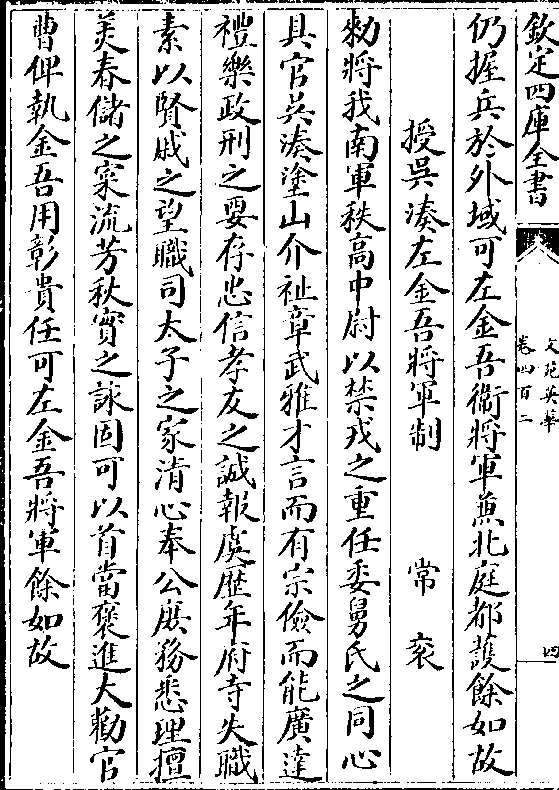 欽定四庫全書
文苑英華
卷四百二
四
仍握兵於外域可左金吾衞將軍兼北庭都護餘如故
授吳湊左金吾將軍制 常衮
勑將我南軍秩高中尉以禁戎之重任委舅氏之同心
具官吳湊塗山介祉章武雅才言而有宗儉而能廣達
禮樂政刑之要存忠信孝友之誠報虔歴年府寺失職
素以賢戚之望職司太子之家清心奉公庶務悉理擅
美春儲之寀流芳秋實之詠固可以首當褒進大勸官
曹俾執金吾用彰貴任可左金吾將軍餘如故